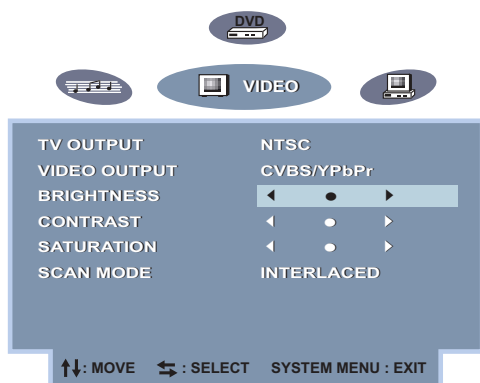 DVD
VIDEO
TV OUTPUT NTSC
VIDEO OUTPUT CVBS/YPbPr
BRIGHTNESS
CONTRAST
SATURATION
SCAN MODE INTERLACED
: MOVE : SELECT SYSTEM MENU : EXIT